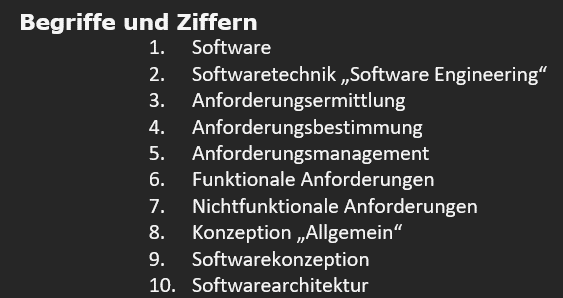 Begriffe und Ziffern
1. Software
2. Softwaretechnik „Software Engineering“
3. Anforderungsermittlung
4. Anforderungsbestimmung
5. Anforderungsmanagement
6. Funktionale Anforderungen
7. Nichtfunktionale Anforderungen
8. Konzeption „Allgemein“
9. Softwarekonzeption
10. Softwarearchitektur